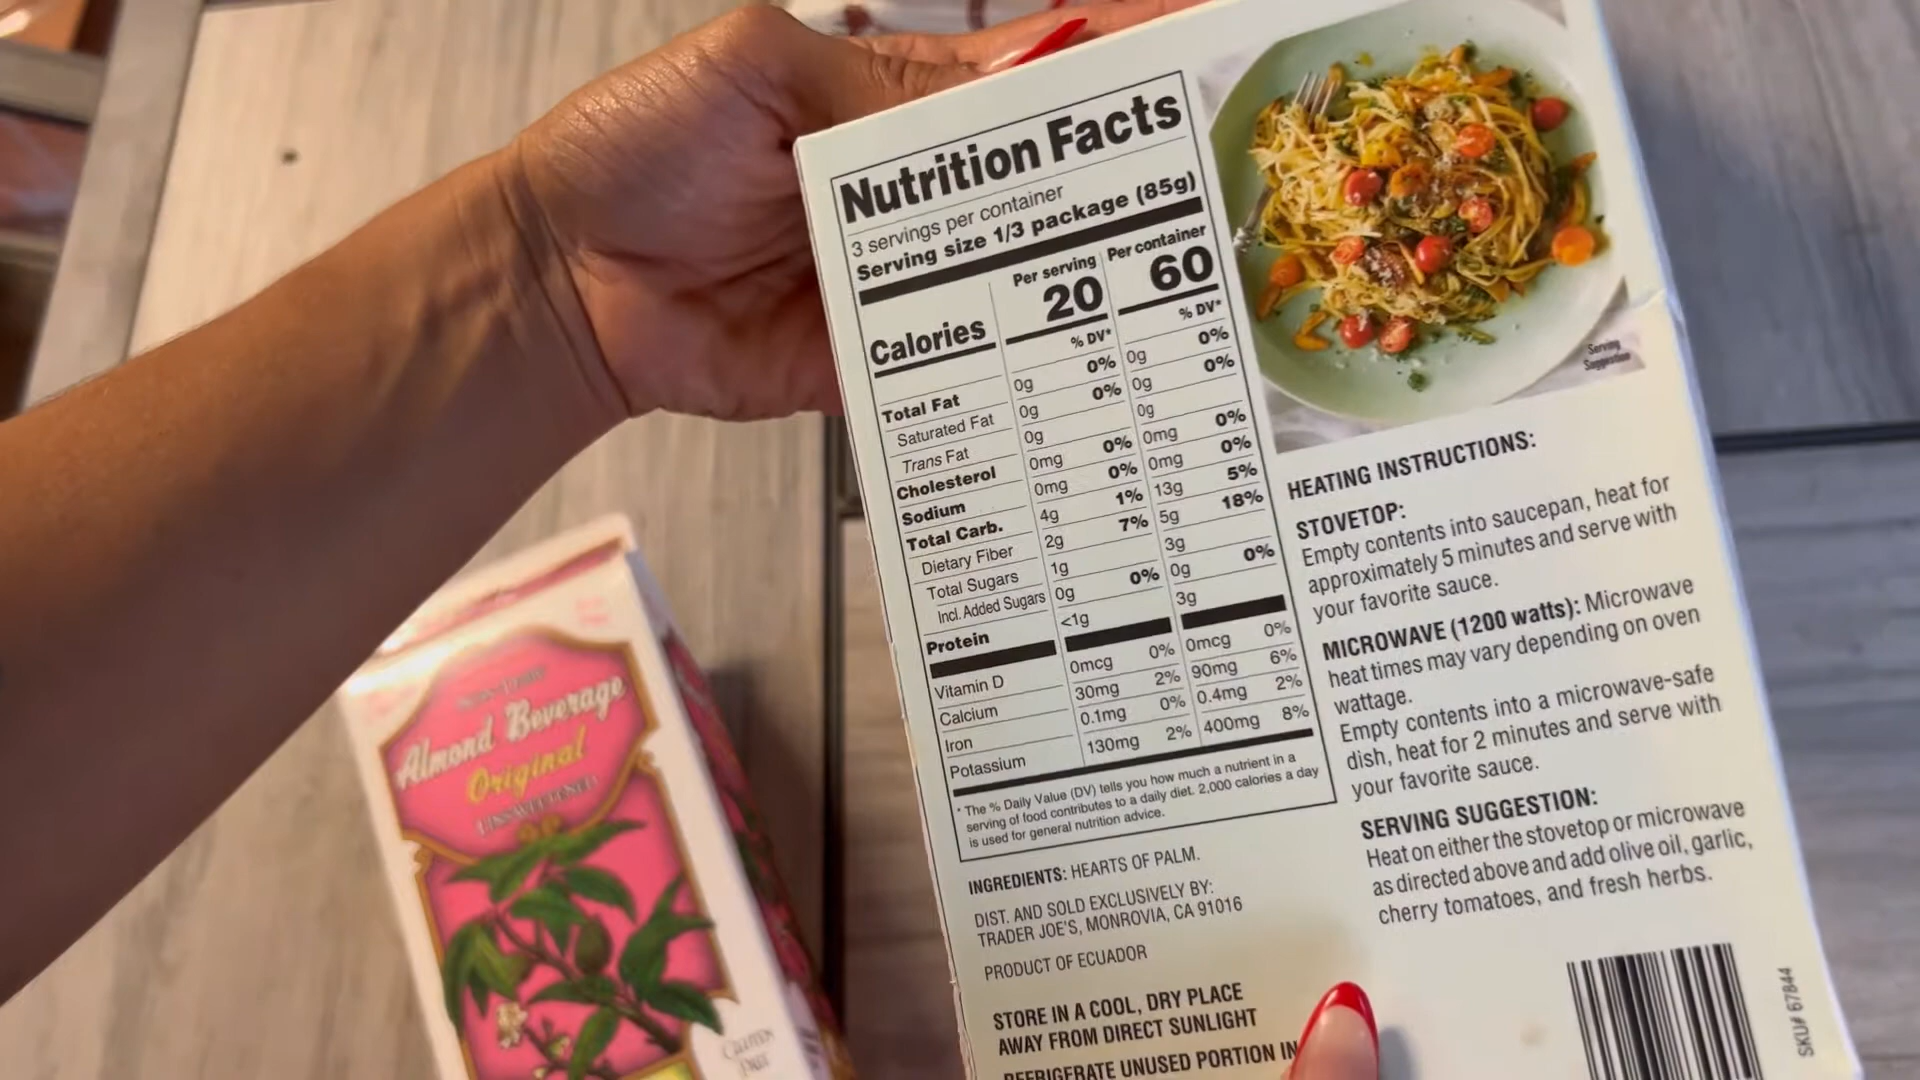 Nutrition Facts
3 servings per container
Serving size 1/3 package (85g)
Per serving Per container
Calories 20 60
% DV* % DV*
Total Fat 0g 0% 0g 0%
Saturated Fat 0g 0% 0g 0%
Trans Fat 0g 0g
Cholesterol 0mg 0% 0mg 0%
Sodium 0mg 0% 0mg 0%
Total Carb. 4g 1% 13g 5%
Dietary Fiber 2g 7% 5g 18%
Total Sugars 1g 3g
Incl. Added Sugars 0g 0% 0g 0%
Protein <1g 3g
Vitamin D 0mcg 0% 0mcg 0%
Calcium 30mg 2% 90mg 6%
Iron 0.1mg 0% 0.4mg 2%
Potassium 130mg 2% 400mg 8%
* The % Daily Value (DV) tells you how much a nutrient in a
serving of food contributes to a daily diet. 2,000 calories a day
is used for general nutrition advice.
INGREDIENTS: HEARTS OF PALM.
DIST. AND SOLD EXCLUSIVELY BY:
TRADER JOE'S, MONROVIA, CA 91016
PRODUCT OF ECUADOR
STORE IN A COOL, DRY PLACE
AWAY FROM DIRECT SUNLIGHT
REFRIGERATE UNUSED PORTION IN
Serving
Suggestion
HEATING INSTRUCTIONS:
STOVETOP:
Empty contents into saucepan, heat for
approximately 5 minutes and serve with
your favorite sauce.
MICROWAVE (1200 watts): Microwave
heat times may vary depending on oven
wattage.
Empty contents into a microwave-safe
dish, heat for 2 minutes and serve with
your favorite sauce.
SERVING SUGGESTION:
Heat on either the stovetop or microwave
as directed above and add olive oil, garlic,
cherry tomatoes, and fresh herbs.
SKU# 67844
Non-Dairy
Almond Beverage
Original
UNSWEETENED
Gluten
Free